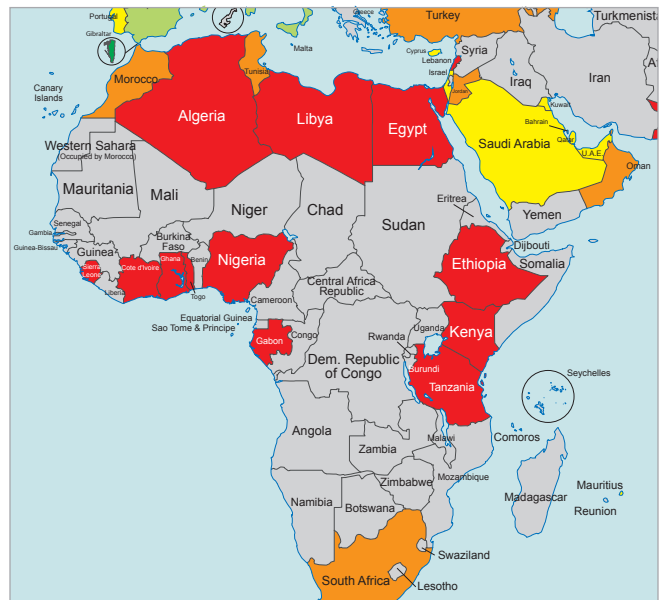 Portugal
Greece
Turkey
Turkmenist
Gibraltar
Malta
Cyprus
Syria
Lebanon
Morocco
Tunisia
Israel
Iraq
Iran
Jordan
Canary
Islands
Kuwait
Algeria
Libya
Egypt
Bahrain
Qatar
Western Sahara
(Occupied by Morocco)
Saudi Arabia
U.A.E.
Oman
Mauritania
Mali
Niger
Chad
Sudan
Eritrea
Yemen
Senegal
Gambia
Guinea-Bissau
Guinea
Burkina
Faso
Djibouti
Somalia
Sierra
Leone
Cote d'Ivoire
Ghana
Benin
Nigeria
Ethiopia
Liberia
Togo
Cameroon
Central Africa
Republic
Equatorial Guinea
Sao Tome & Principe
Gabon
Congo
Uganda
Kenya
Rwanda
Dem. Republic
of Congo
Burundi
Tanzania
Seychelles
Angola
Malawi
Comoros
Zambia
Mozambique
Zimbabwe
Madagascar
Mauritius
Reunion
Namibia
Botswana
Swaziland
South Africa
Lesotho